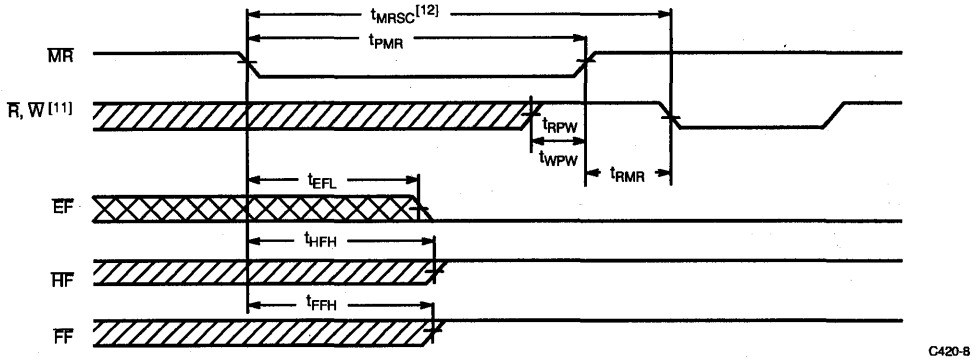 tMRSC[12]
tPMR
MR
R, W [11]
tRPW
tWPW
tRMR
tEFL
EF
tHFH
HF
tFFH
FF
C420-8